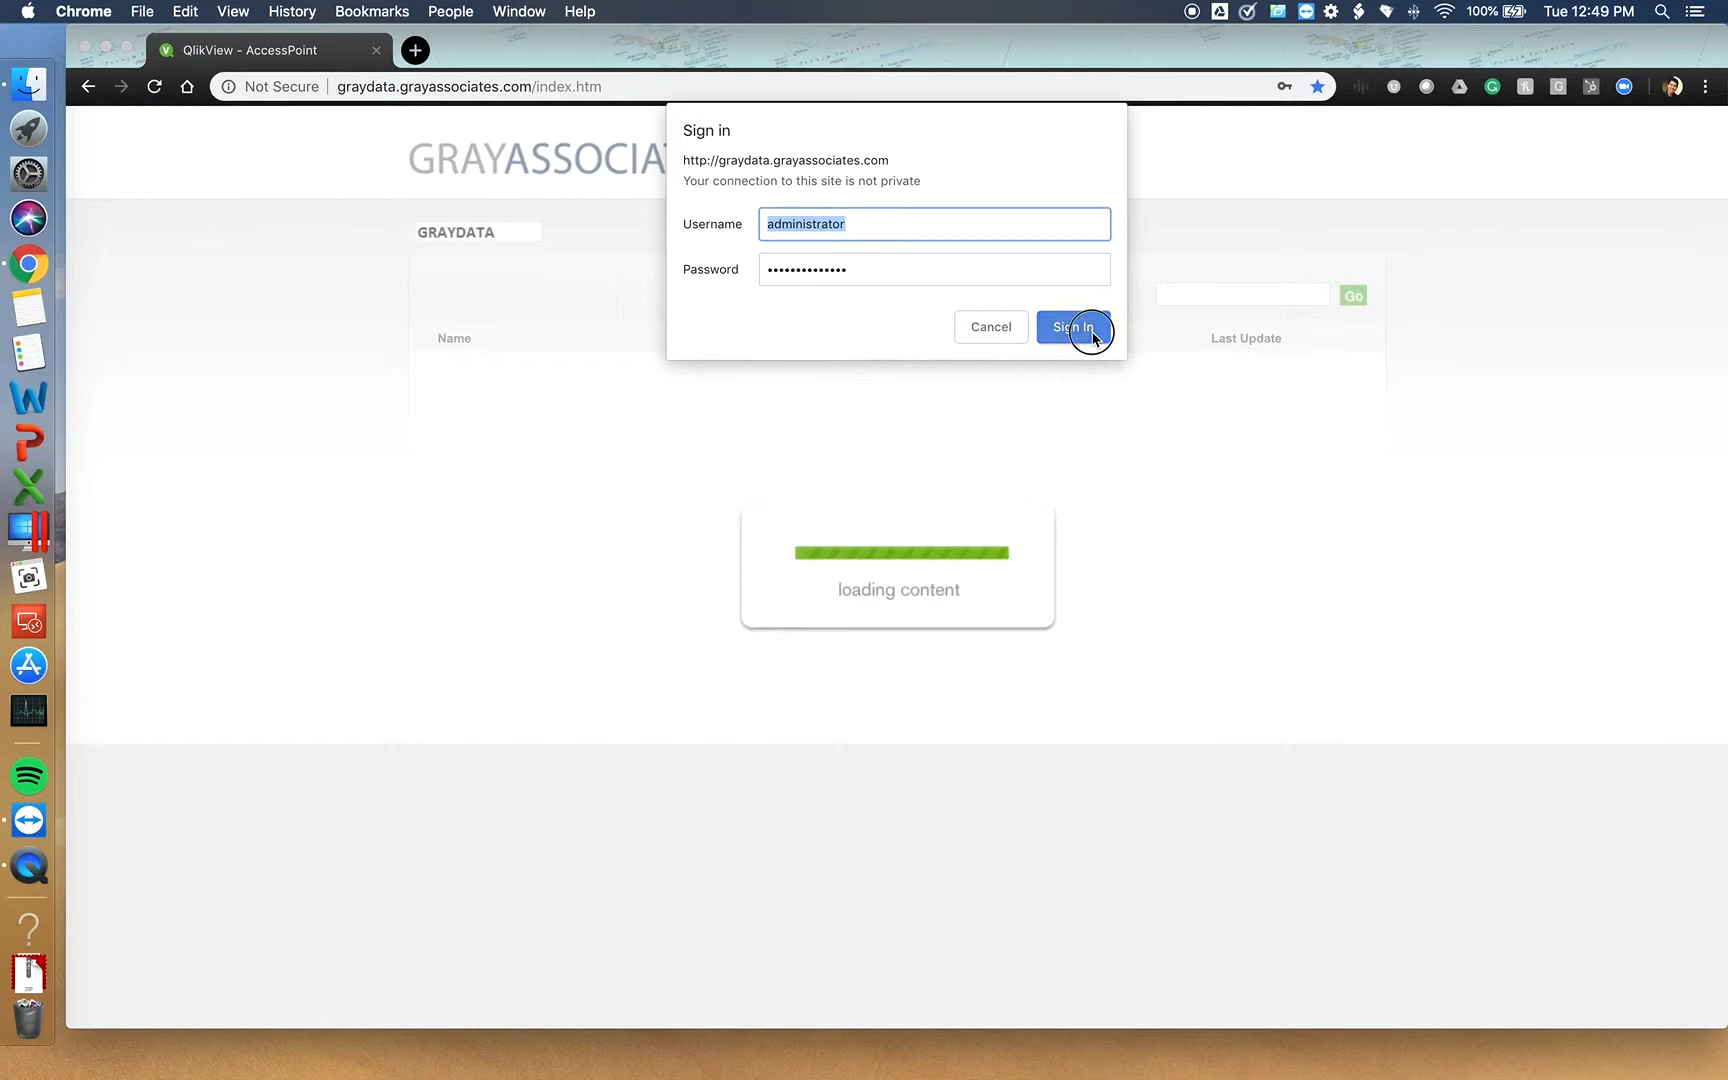 Chrome File Edit View History Bookmarks People Window Help 100% Tue 12:49 PM
QlikView - AccessPoint
Not Secure graydata.grayassociates.com/index.htm
Sign in
http://graydata.grayassociates.com
Your connection to this site is not private
GRAYASSOCIA
Username administrator
GRAYDATA
Password
Go
Cancel Sign In
Name Last Update
loading content
ZIP